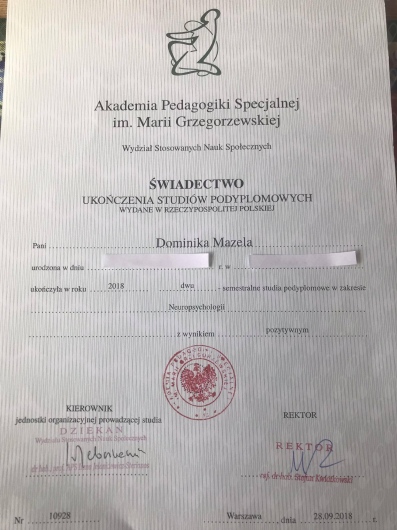 Akademia Pedagogiki Specjalnej
im. Marii Grzegorzewskiej
Wydział Stosowanych Nauk Społecznych
ŚWIADECTWO
UKOŃCZENIA STUDIÓW PODYPLOMOWYCH
WYDANE W RZECZYPOSPOLITEJ POLSKIEJ
Pani Dominika Mazela
urodzona w dniu r. w
ukończyła w roku 2018 dwu - semestralne studia podyplomowe w zakresie
Neuropsychologii
z wynikiem pozytywnym
KIEROWNIK
jednostki organizacyjnej prowadzącej studia
REKTOR
DZIEKAN
Wydziału Stosowanych Nauk Społecznych
REKTOR
Nr 10928 Warszawa , dnia 28.09.2018 r.